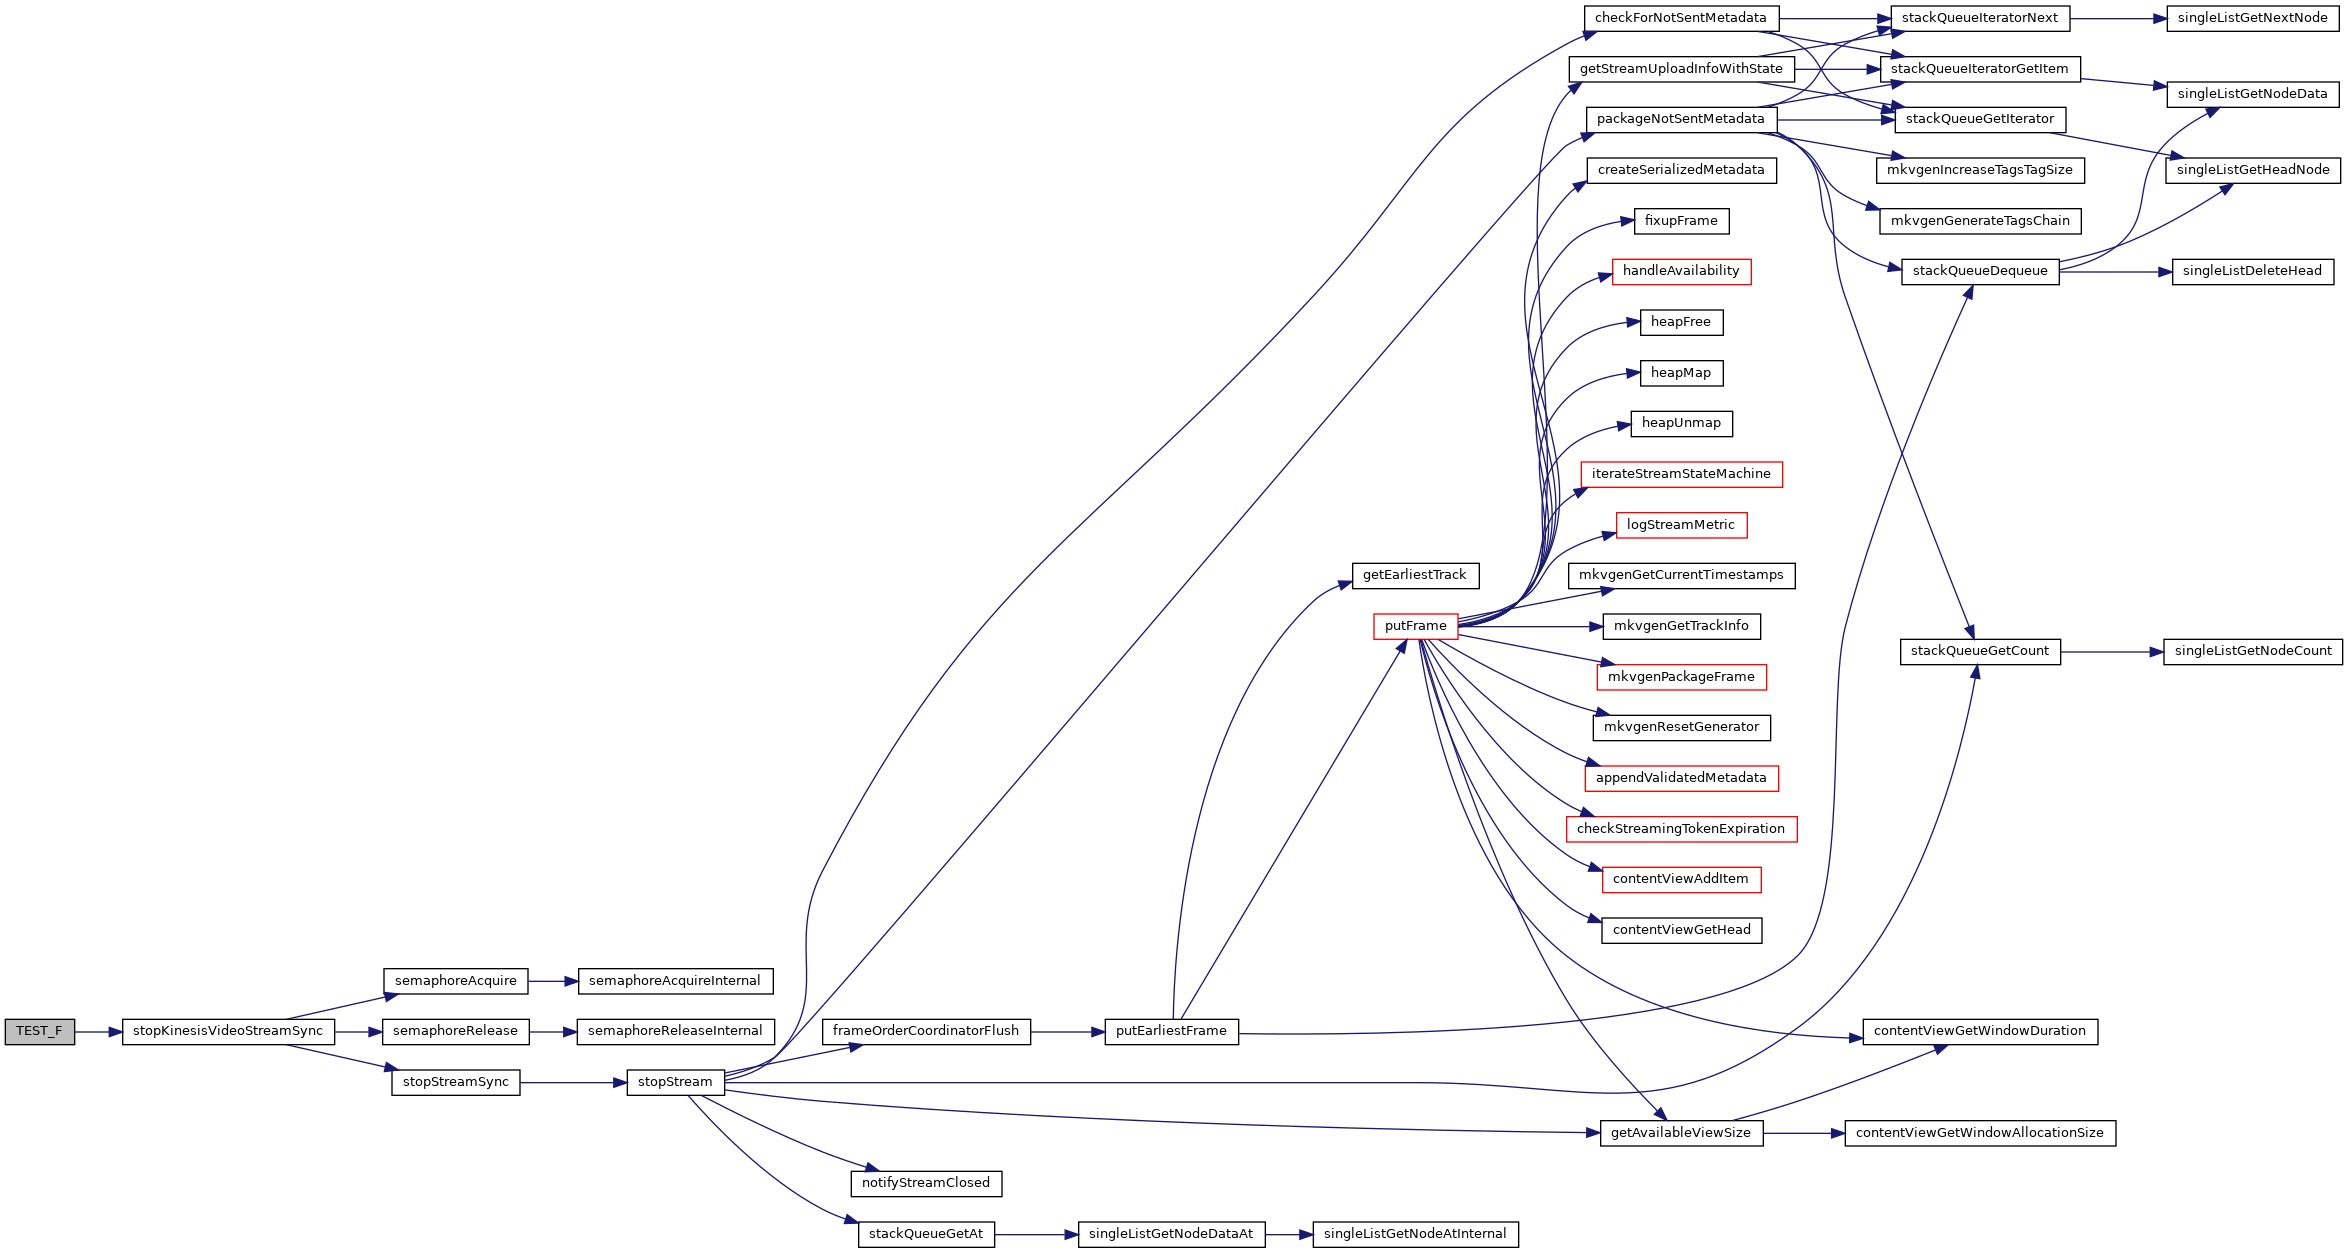 TEST_F
stopKinesisVideoStreamSync
semaphoreAcquire
semaphoreRelease
stopStreamSync
semaphoreAcquireInternal
semaphoreReleaseInternal
stopStream
frameOrderCoordinatorFlush
notifyStreamClosed
stackQueueGetAt
putEarliestFrame
singleListGetNodeDataAt
getEarliestTrack
putFrame
singleListGetNodeAtInternal
checkForNotSentMetadata
getStreamUploadInfoWithState
packageNotSentMetadata
createSerializedMetadata
fixupFrame
handleAvailability
heapFree
heapMap
heapUnmap
iterateStreamStateMachine
logStreamMetric
mkvgenGetCurrentTimestamps
mkvgenGetTrackInfo
mkvgenPackageFrame
mkvgenResetGenerator
appendValidatedMetadata
checkStreamingTokenExpiration
contentViewAddItem
contentViewGetHead
getAvailableViewSize
stackQueueIteratorNext
stackQueueIteratorGetItem
stackQueueGetIterator
mkvgenIncreaseTagsTagSize
mkvgenGenerateTagsChain
stackQueueDequeue
stackQueueGetCount
contentViewGetWindowDuration
contentViewGetWindowAllocationSize
singleListGetNextNode
singleListGetNodeData
singleListGetHeadNode
singleListDeleteHead
singleListGetNodeCount